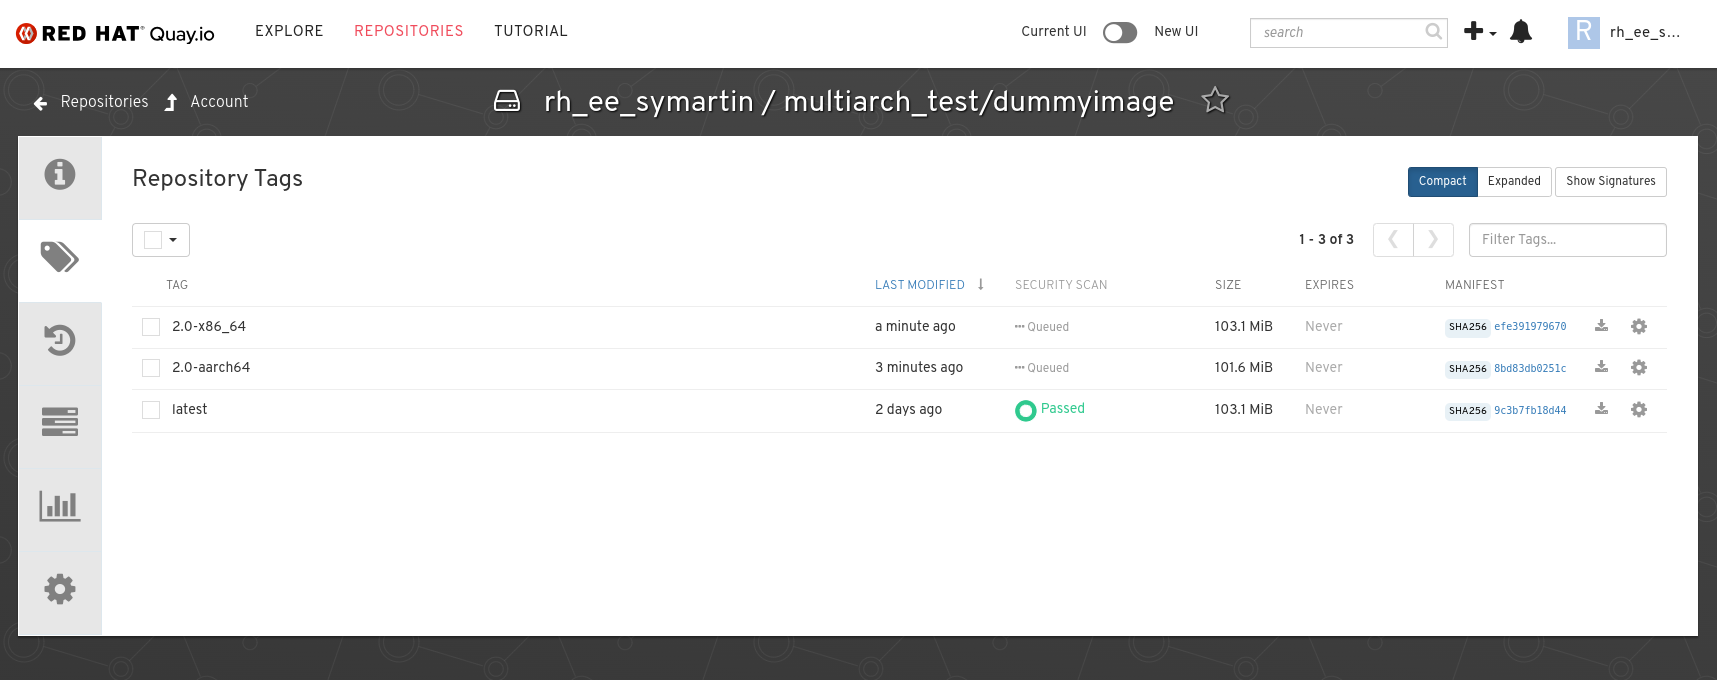 RED HAT Quay.io EXPLORE REPOSITORIES TUTORIAL Current UI New UI search R rh_ee_s...
Repositories Account rh_ee_symartin / multiarch_test/dummyimage
Repository Tags Compact Expanded Show Signatures
1 - 3 of 3 Filter Tags...
TAG LAST MODIFIED SECURITY SCAN SIZE EXPIRES MANIFEST
2.0-x86_64 a minute ago Queued 103.1 MiB Never SHA256 efe391979670
2.0-aarch64 3 minutes ago Queued 101.6 MiB Never SHA256 8bd83db0251c
latest 2 days ago Passed 103.1 MiB Never SHA256 9c3b7fb18d44